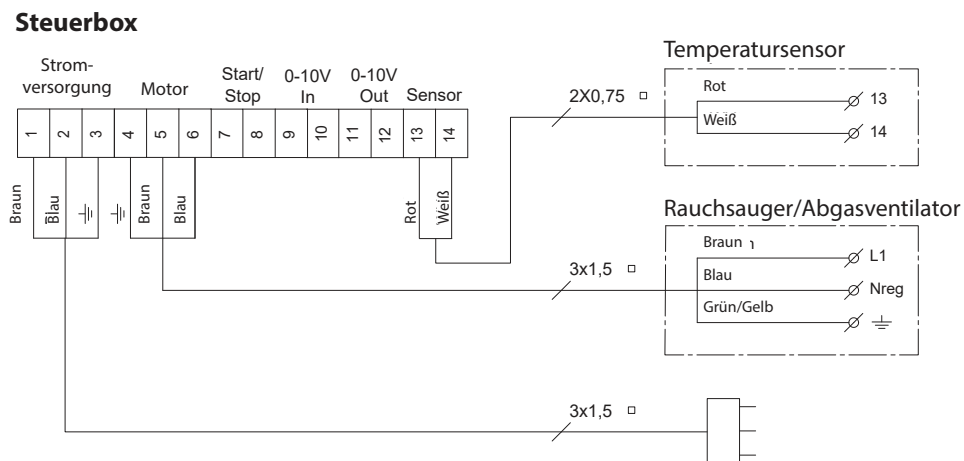 Steuerbox
Strom-
versorgung
Motor
Start/
Stop
0-10V
In
0-10V
Out
Sensor
1 2 3 4 5 6 7 8 9 10 11 12 13 14
Braun
Blau
Braun
Blau
Rot
Weiß
2X0,75
Temperatursensor
Rot
13
Weiß
14
Rauchsauger/Abgasventilator
3x1,5
Braun
L1
Blau
Nreg
Grün/Gelb
3x1,5